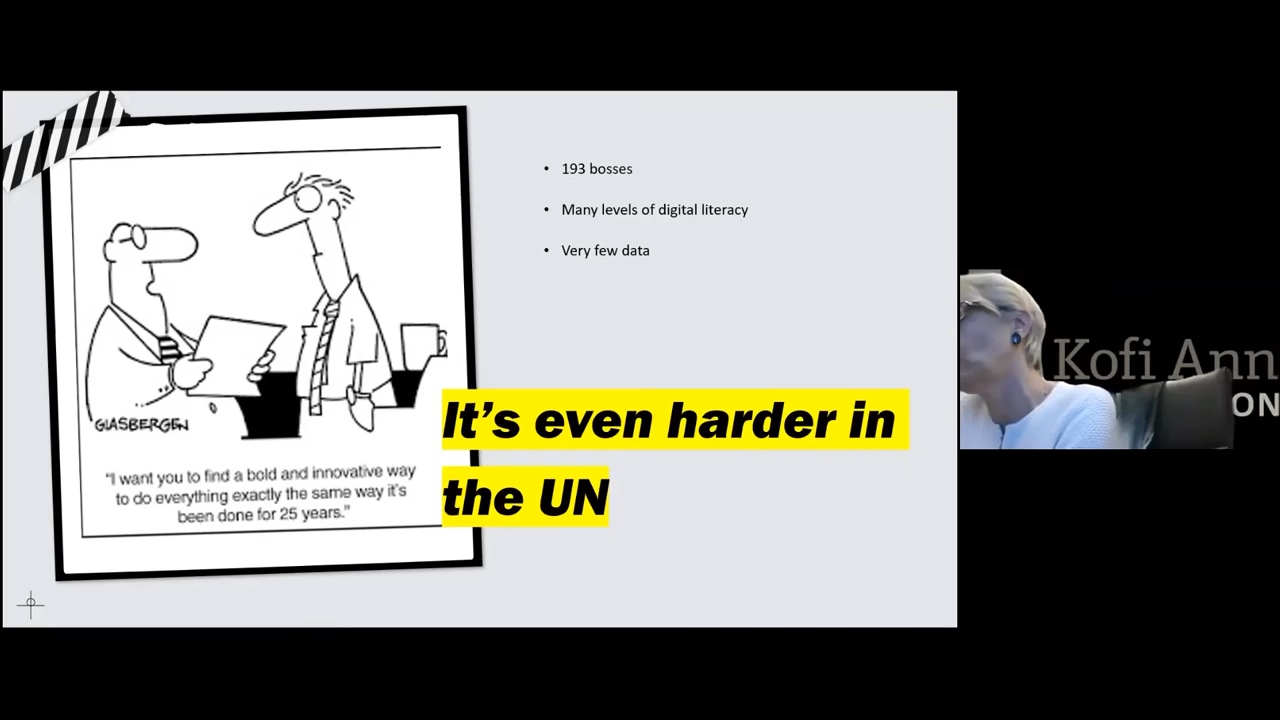 • 193 bosses
• Many levels of digital literacy
• Very few data
GLASBERGEN
"I want you to find a bold and innovative way
to do everything exactly the same way it's
been done for 25 years."
It's even harder in
the UN
Kofi Ann
ON